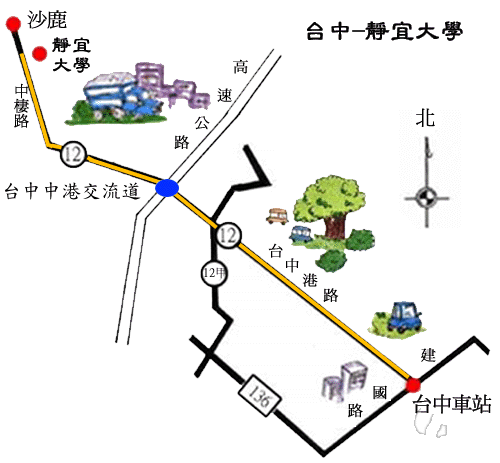 台中-靜宜大學
沙鹿
靜宜
大學
中棲路
高速公路
北
12
台中中港交流道
12
台中港路
12甲
建國路
136
台中車站